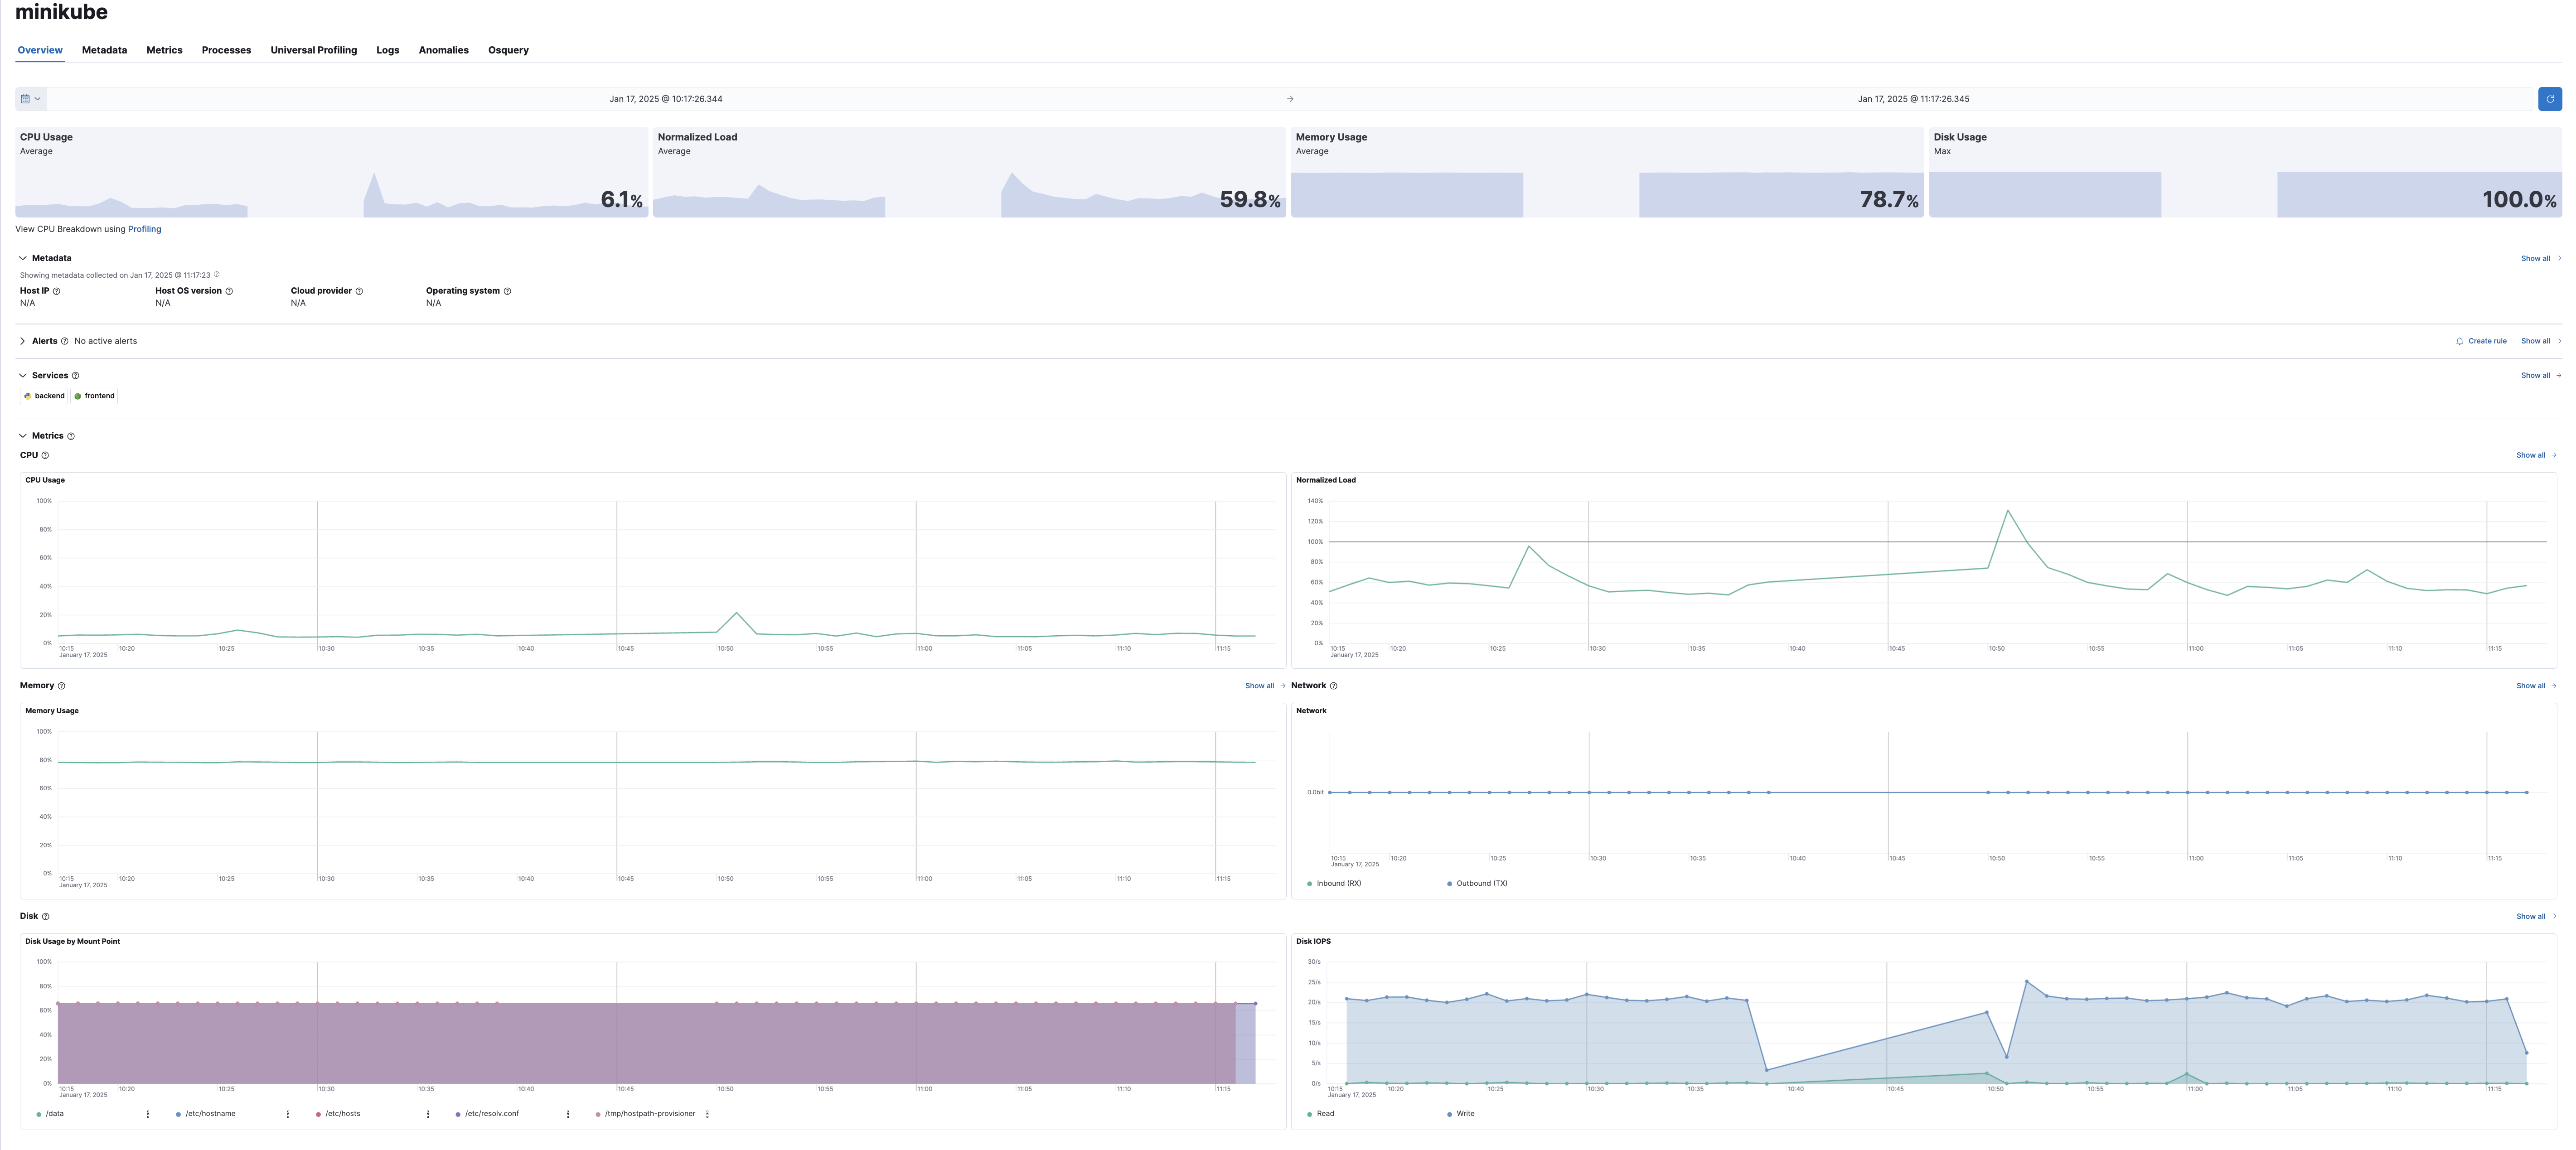 minikube
Overview Metadata Metrics Processes Universal Profiling Logs Anomalies Osquery
Jan 17, 2025 @ 10:17:26.344 → Jan 17, 2025 @ 11:17:26.345
CPU Usage
Average
6.1%
Normalized Load
Average
59.8%
Memory Usage
Average
78.7%
Disk Usage
Max
100.0%
View CPU Breakdown using Profiling
Metadata
Show all
Showing metadata collected on Jan 17, 2025 @ 11:17:23
Host IP Host OS version Cloud provider Operating system
N/A N/A N/A N/A
Alerts No active alerts
Create rule Show all
Services
Show all
backend frontend
Metrics
CPU
Show all
CPU Usage
100%
80%
60%
40%
20%
0%
10:15 10:20 10:25 10:30 10:35 10:40 10:45 10:50 10:55 11:00 11:05 11:10 11:15
January 17, 2025
Normalized Load
140%
120%
100%
80%
60%
40%
20%
0%
10:15 10:20 10:25 10:30 10:35 10:40 10:45 10:50 10:55 11:00 11:05 11:10 11:15
January 17, 2025
Memory
Show all
Memory Usage
100%
80%
60%
40%
20%
0%
10:15 10:20 10:25 10:30 10:35 10:40 10:45 10:50 10:55 11:00 11:05 11:10 11:15
January 17, 2025
Network
Show all
Network
0.0bit
10:15 10:20 10:25 10:30 10:35 10:40 10:45 10:50 10:55 11:00 11:05 11:10 11:15
January 17, 2025
Inbound (RX) Outbound (TX)
Disk
Show all
Disk Usage by Mount Point
100%
80%
60%
40%
20%
0%
10:15 10:20 10:25 10:30 10:35 10:40 10:45 10:50 10:55 11:00 11:05 11:10 11:15
January 17, 2025
/data /etc/hostname /etc/hosts /etc/resolv.conf /tmp/hostpath-provisioner
Disk IOPS
30/s
25/s
20/s
15/s
10/s
5/s
0/s
10:15 10:20 10:25 10:30 10:35 10:40 10:45 10:50 10:55 11:00 11:05 11:10 11:15
January 17, 2025
Read Write